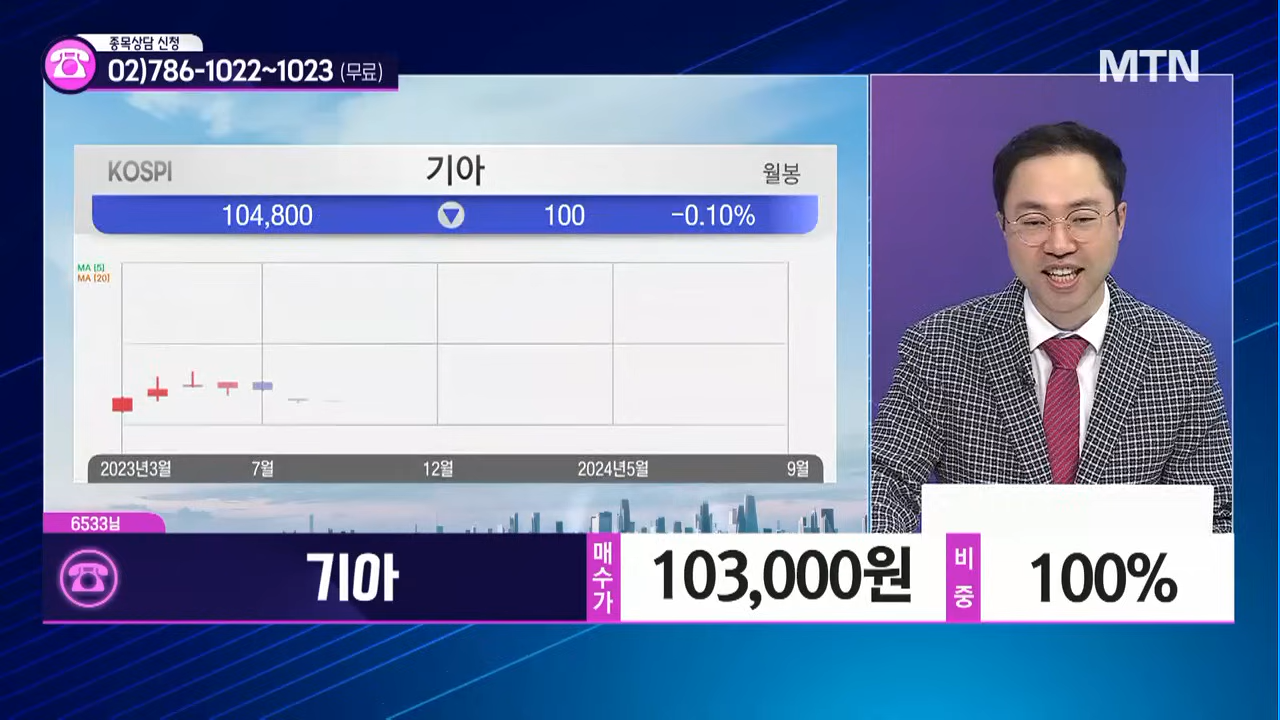 종목상담 신청
02)786-1022~1023 (무료)
MTN
KOSPI 기아 월봉
104,800 ▼ 100 -0.10%
MA [5]
MA [20]
2023년3월 7월 12월 2024년5월 9월
6533님
기아 매수가 103,000원 비중 100%